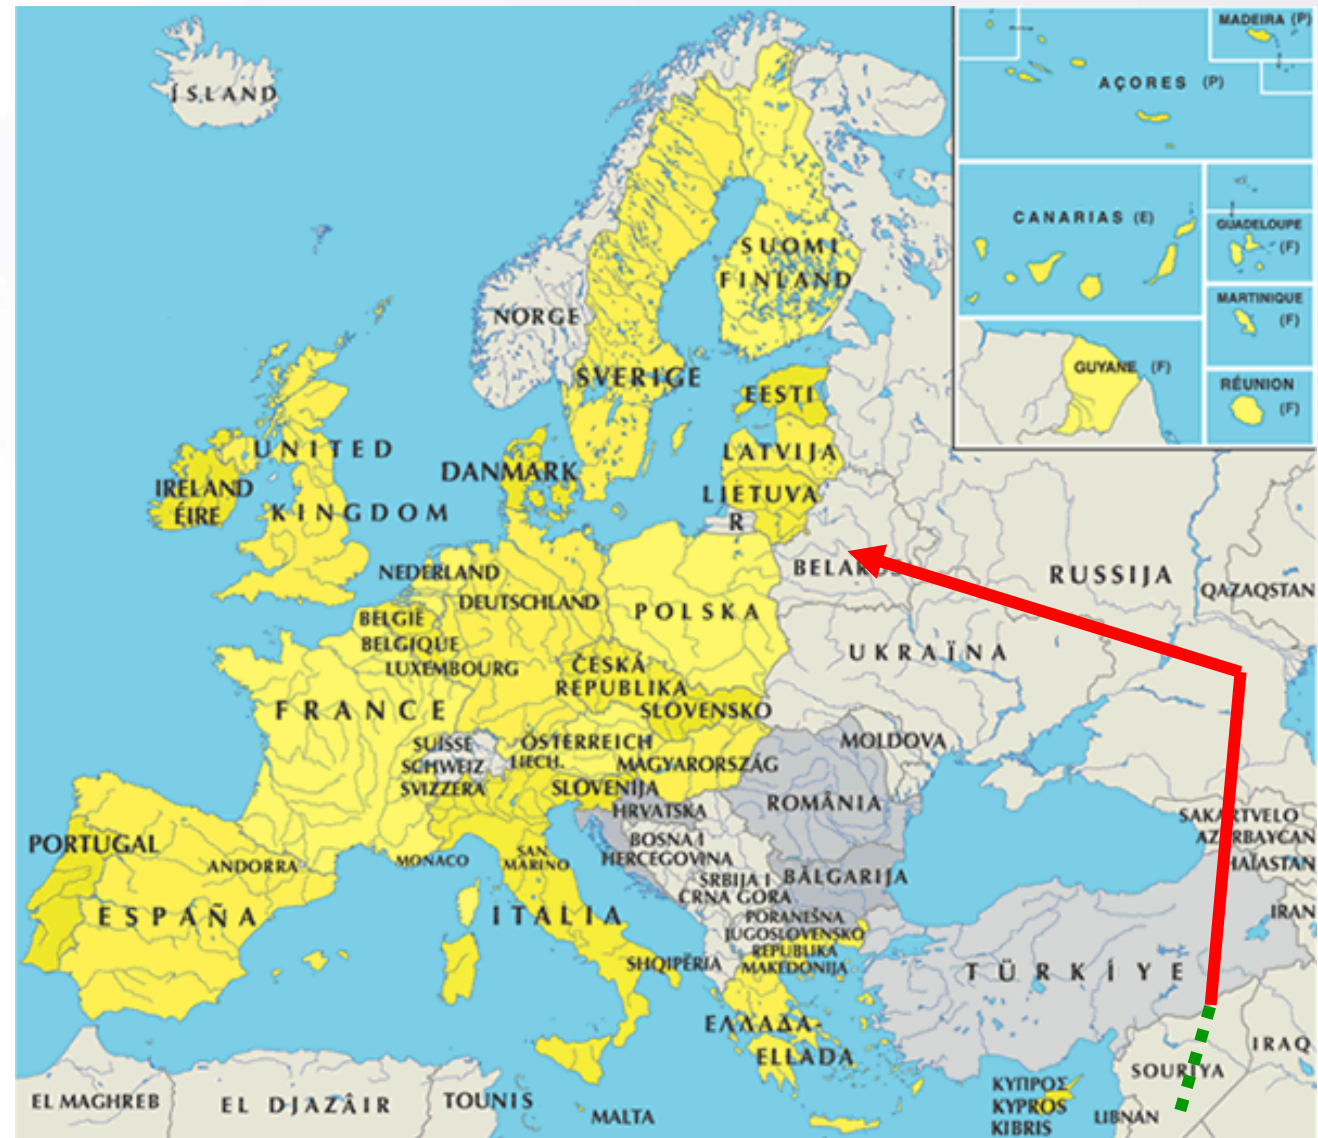 MADEIRA (P)
AÇORES (P)
ÍSLAND
CANARIAS (E)
GUADELOUPE
(F)
SUOMI
FINLAND
MARTINIQUE
(F)
NORGE
GUYANE (F)
SVERIGE
RÉUNION
(F)
EESTI
UNITED
KINGDOM
LATVIJA
DANMARK
IRELAND
ÉIRE
LIETUVA
R
NEDERLAND
BELARUS
RUSSIJA
QAZAQSTAN
DEUTSCHLAND
POLSKA
BELGIË
BELGIQUE
LUXEMBOURG
UKRAÏNA
ČESKÁ
REPUBLIKA
SLOVENSKO
FRANCE
SUISSE
SCHWEIZ
SVIZZERA
ÖSTERREICH
LIECH.
MAGYARORSZÁG
MOLDOVA
SLOVENIJA
HRVATSKA
ROMÂNIA
SAKARTVELO
AZƏRBAYCAN
HAÏASTAN
PORTUGAL
ANDORRA
MONACO
SAN
MARINO
BOSNA I
HERCEGOVINA
SRBIJA I
CRNA GORA
BĂLGARIJA
ESPAÑA
ITALIA
PORANEŠNA
JUGOSLOVENSKO
REPUBLIKA
MAKEDONIJA
IRAN
SHQIPËRIA
TÜRKÍYE
ΕΛΛΑΔΑ-
ELLADA
IRAQ
SOURIYA
ΚΥΠΡΟΣ
KYPROS
KIBRIS
LIBNAN
EL MAGHREB
EL DJAZÂIR
TOUNIS
MALTA